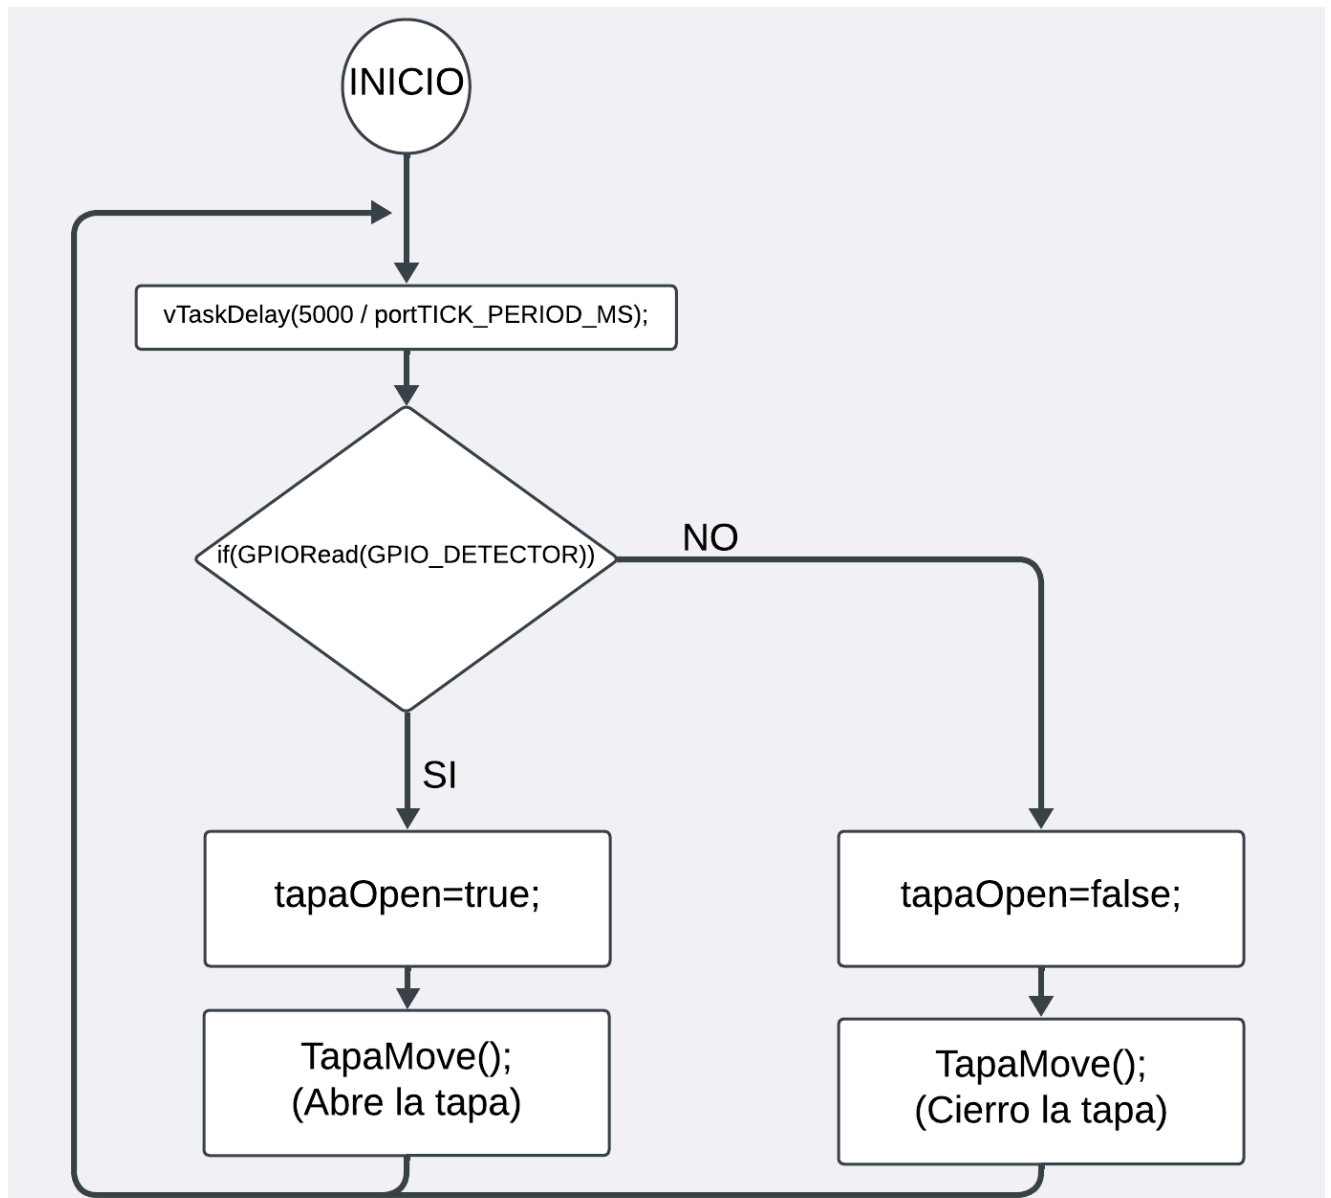 INICIO
vTaskDelay(5000 / portTICK_PERIOD_MS);
if(GPIORead(GPIO_DETECTOR))
NO
SI
tapaOpen=true;
tapaOpen=false;
TapaMove();
(Abre la tapa)
TapaMove();
(Cierro la tapa)